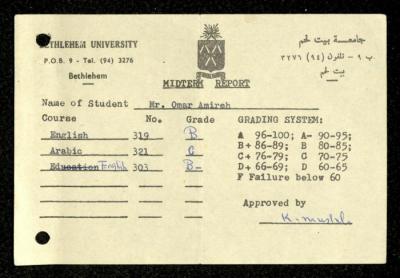 BETHLEHEM UNIVERSITY
P.O.B. 9 - Tel. (94) 3276
Bethlehem
جامعة بيت لحم
ب ٩ - تلفون (٩٤) ٣٢٧٦
بيت لحم
MIDTERM REPORT
Name of Student Mr. Omar Amireh
Course No. Grade
English 319 B
Arabic 321 C
Education English 303 B-
GRADING SYSTEM:
A 96-100; A- 90-95;
B+ 86-89; B 80-85;
C+ 76-79; C 70-75
D+ 66-69; D 60-65
F Failure below 60
Approved by
K.